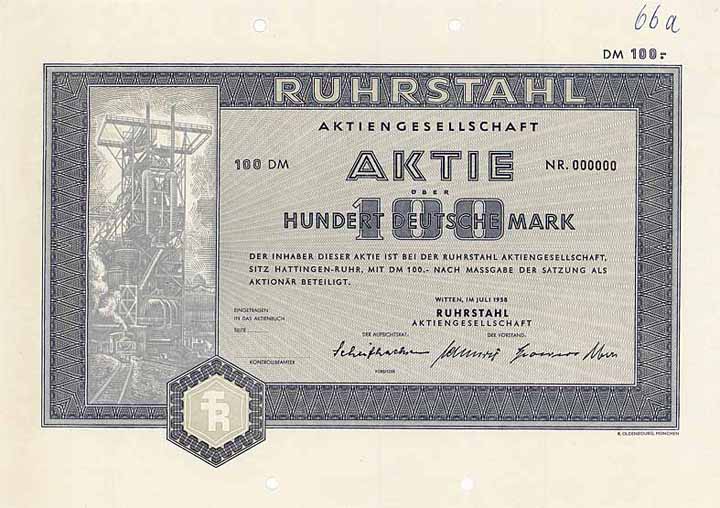 66a
DM 100:-
RUHRSTAHL
AKTIENGESELLSCHAFT
100 DM
AKTIE
NR. 000000
ÜBER
100
HUNDERT DEUTSCHE MARK
DER INHABER DIESER AKTIE IST BEI DER RUHRSTAHL AKTIENGESELLSCHAFT,
SITZ HATTINGEN-RUHR, MIT DM 100.- NACH MASSGABE DER SATZUNG ALS
AKTIONÄR BETEILIGT.
WITTEN, IM JULI 1958
EINGETRAGEN
IN DAS AKTIENBUCH
RUHRSTAHL
AKTIENGESELLSCHAFT
SEITE
DER AUFSICHTSRAT:
DER VORSTAND:
KONTROLLBEAMTER
VORSITZER
R
R. OLDENBOURG, MÜNCHEN